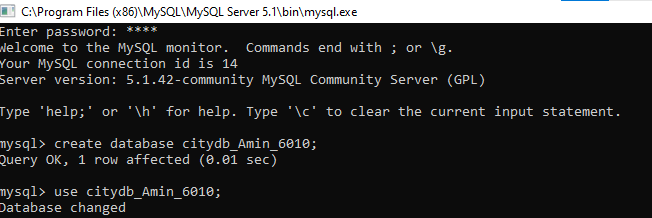 C:\Program Files (x86)\MySQL\MySQL Server 5.1\bin\mysql.exe
Enter password: ****
Welcome to the MySQL monitor.  Commands end with ; or \g.
Your MySQL connection id is 14
Server version: 5.1.42-community MySQL Community Server (GPL)
Type 'help;' or '\h' for help. Type '\c' to clear the current input statement.
mysql> create database citydb_Amin_6010;
Query OK, 1 row affected (0.01 sec)
mysql> use citydb_Amin_6010;
Database changed